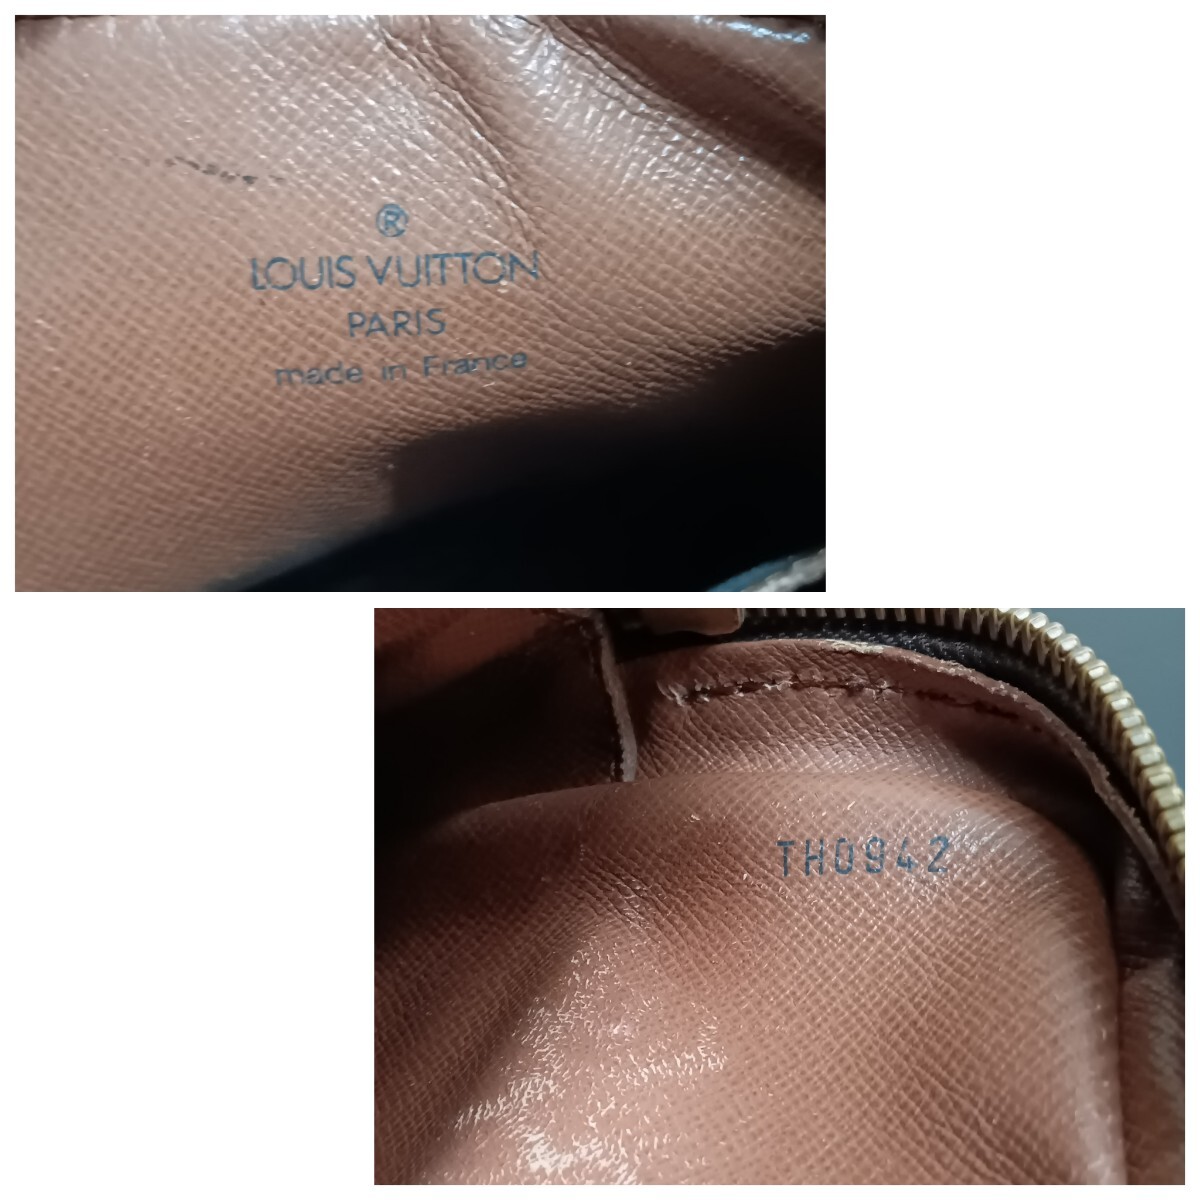 ®
LOUIS VUITTON
PARIS
made in France
TH0942